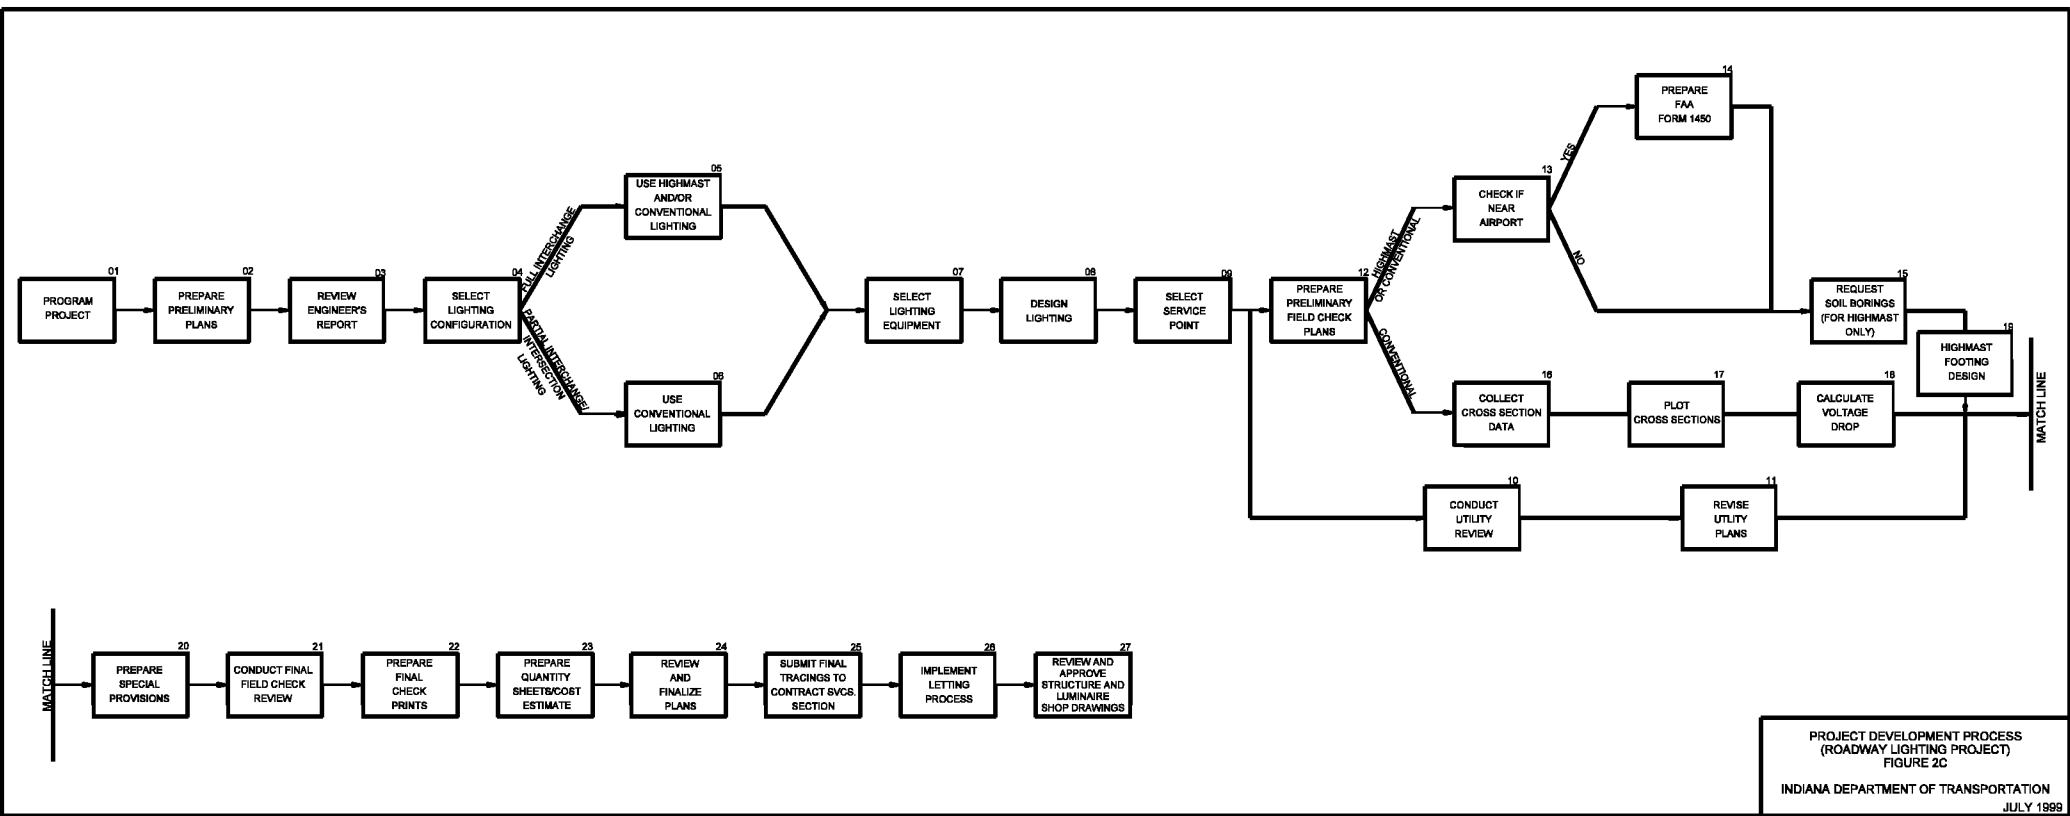 01
PROGRAM
PROJECT
02
PREPARE
PRELIMINARY
PLANS
03
REVIEW
ENGINEER'S
REPORT
04
SELECT
LIGHTING
CONFIGURATION
FULL INTERCHANGE
LIGHTING
PARTIAL INTERCHANGE/
INTERSECTION
LIGHTING
05
USE HIGHMAST
AND/OR
CONVENTIONAL
LIGHTING
06
USE
CONVENTIONAL
LIGHTING
07
SELECT
LIGHTING
EQUIPMENT
08
DESIGN
LIGHTING
09
SELECT
SERVICE
POINT
12
PREPARE
PRELIMINARY
FIELD CHECK
PLANS
HIGHMAST
OR CONVENTIONAL
CONVENTIONAL
13
CHECK IF
NEAR
AIRPORT
YES
NO
14
PREPARE
FAA
FORM 1450
15
REQUEST
SOIL BORINGS
(FOR HIGHMAST
ONLY)
19
HIGHMAST
FOOTING
DESIGN
16
COLLECT
CROSS SECTION
DATA
17
PLOT
CROSS SECTIONS
18
CALCULATE
VOLTAGE
DROP
10
CONDUCT
UTILITY
REVIEW
11
REVISE
UTLITY
PLANS
MATCH LINE
MATCH LINE
20
PREPARE
SPECIAL
PROVISIONS
21
CONDUCT FINAL
FIELD CHECK
REVIEW
22
PREPARE
FINAL
CHECK
PRINTS
23
PREPARE
QUANTITY
SHEETS/COST
ESTIMATE
24
REVIEW
AND
FINALIZE
PLANS
25
SUBMIT FINAL
TRACINGS TO
CONTRACT SVCS.
SECTION
26
IMPLEMENT
LETTING
PROCESS
27
REVIEW AND
APPROVE
STRUCTURE AND
LUMINAIRE
SHOP DRAWINGS
PROJECT DEVELOPMENT PROCESS
(ROADWAY LIGHTING PROJECT)
FIGURE 2C
INDIANA DEPARTMENT OF TRANSPORTATION
JULY 1999